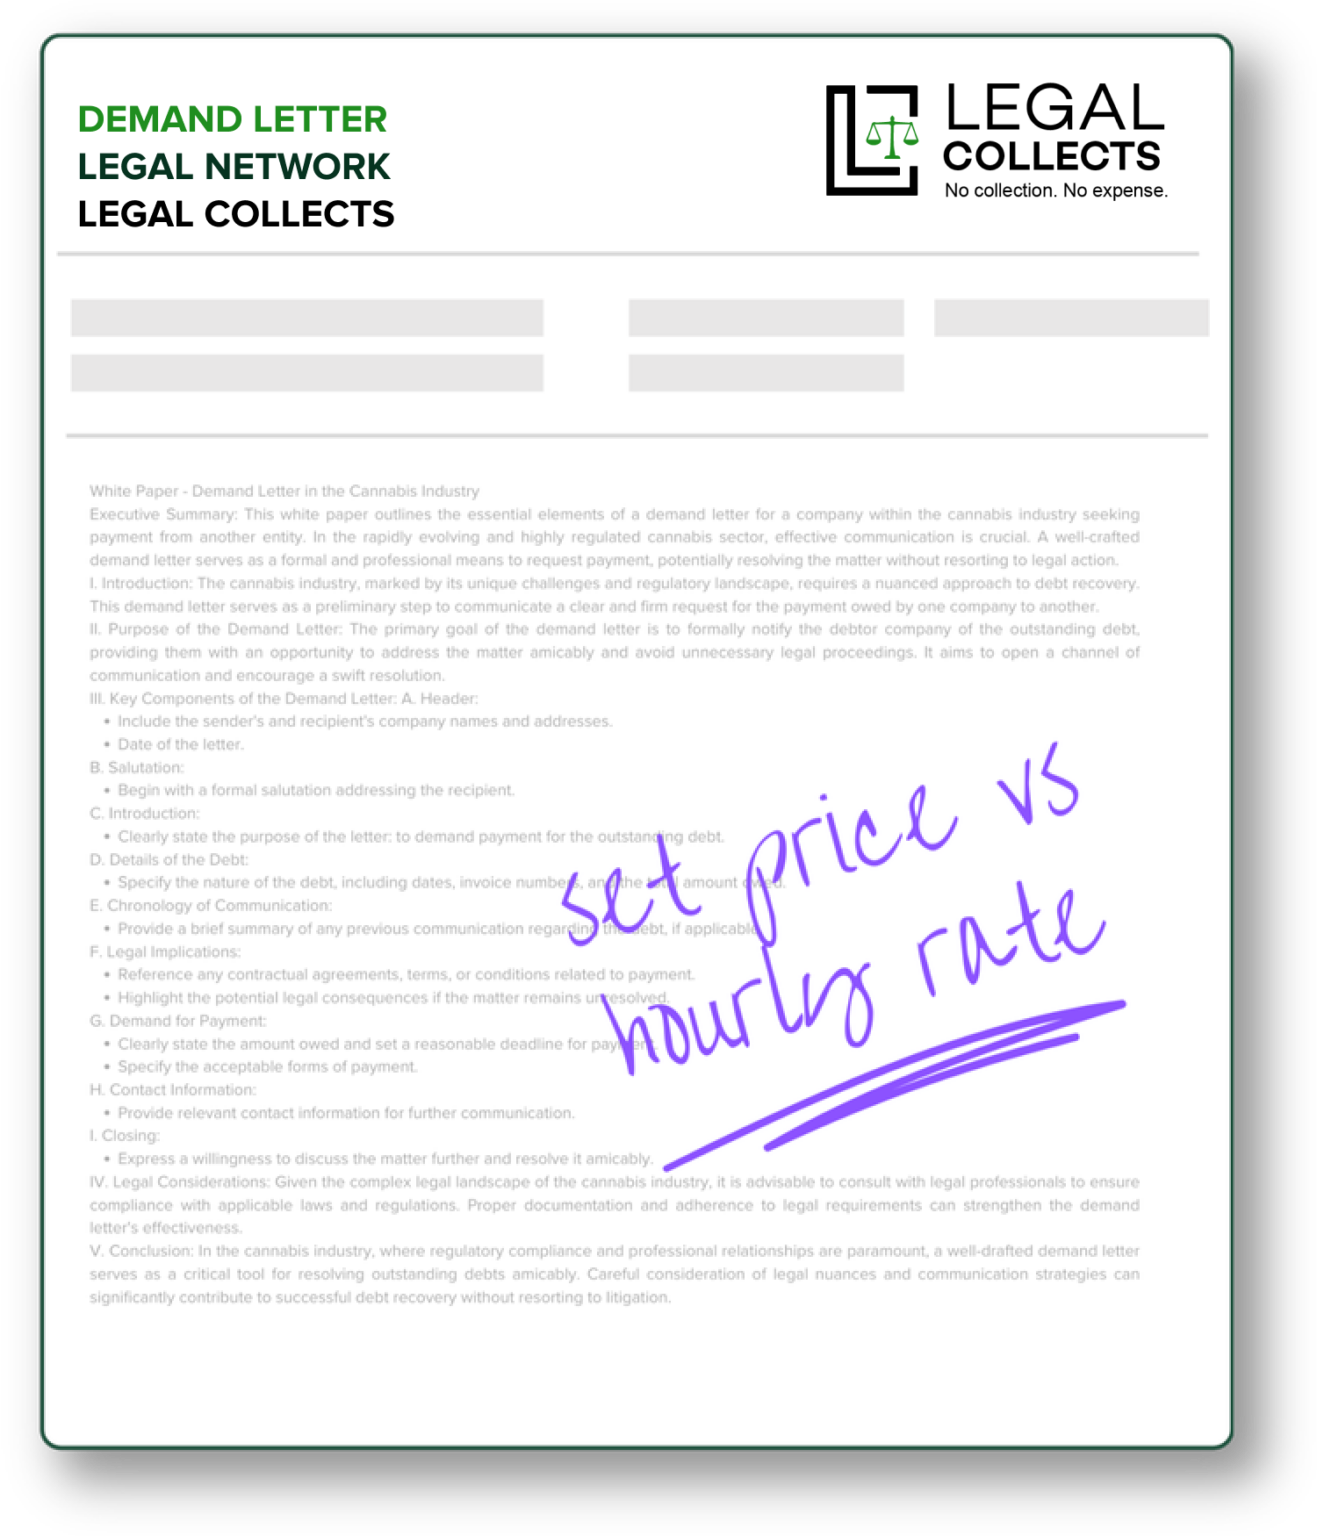 DEMAND LETTER
LEGAL NETWORK
LEGAL COLLECTS
LEGAL
COLLECTS
No collection. No expense.
White Paper - Demand Letter in the Cannabis Industry
Executive Summary: This white paper outlines the essential elements of a demand letter for a company within the cannabis industry seeking
payment from another entity. In the rapidly evolving and highly regulated cannabis sector, effective communication is crucial. A well-crafted
demand letter serves as a formal and professional means to request payment, potentially resolving the matter without resorting to legal action.
I. Introduction: The cannabis industry, marked by its unique challenges and regulatory landscape, requires a nuanced approach to debt recovery.
This demand letter serves as a preliminary step to communicate a clear and firm request for the payment owed by one company to another.
II. Purpose of the Demand Letter: The primary goal of the demand letter is to formally notify the debtor company of the outstanding debt,
providing them with an opportunity to address the matter amicably and avoid unnecessary legal proceedings. It aims to open a channel of
communication and encourage a swift resolution.
III. Key Components of the Demand Letter: A. Header:
• Include the sender's and recipient's company names and addresses.
• Date of the letter.
B. Salutation:
• Begin with a formal salutation addressing the recipient.
C. Introduction:
• Clearly state the purpose of the letter: to demand payment for the outstanding debt.
D. Details of the Debt:
• Specify the nature of the debt, including dates, invoice numbers, and the total amount owed.
E. Chronology of Communication:
• Provide a brief summary of any previous communication regarding the debt, if applicable
F. Legal Implications:
• Reference any contractual agreements, terms, or conditions related to payment.
• Highlight the potential legal consequences if the matter remains unresolved.
G. Demand for Payment:
• Clearly state the amount owed and set a reasonable deadline for payment.
• Specify the acceptable forms of payment.
H. Contact Information:
• Provide relevant contact information for further communication.
I. Closing:
• Express a willingness to discuss the matter further and resolve it amicably.
IV. Legal Considerations: Given the complex legal landscape of the cannabis industry, it is advisable to consult with legal professionals to ensure
compliance with applicable laws and regulations. Proper documentation and adherence to legal requirements can strengthen the demand
letter's effectiveness.
V. Conclusion: In the cannabis industry, where regulatory compliance and professional relationships are paramount, a well-drafted demand letter
serves as a critical tool for resolving outstanding debts amicably. Careful consideration of legal nuances and communication strategies can
significantly contribute to successful debt recovery without resorting to litigation.
set price vs
hourly rate